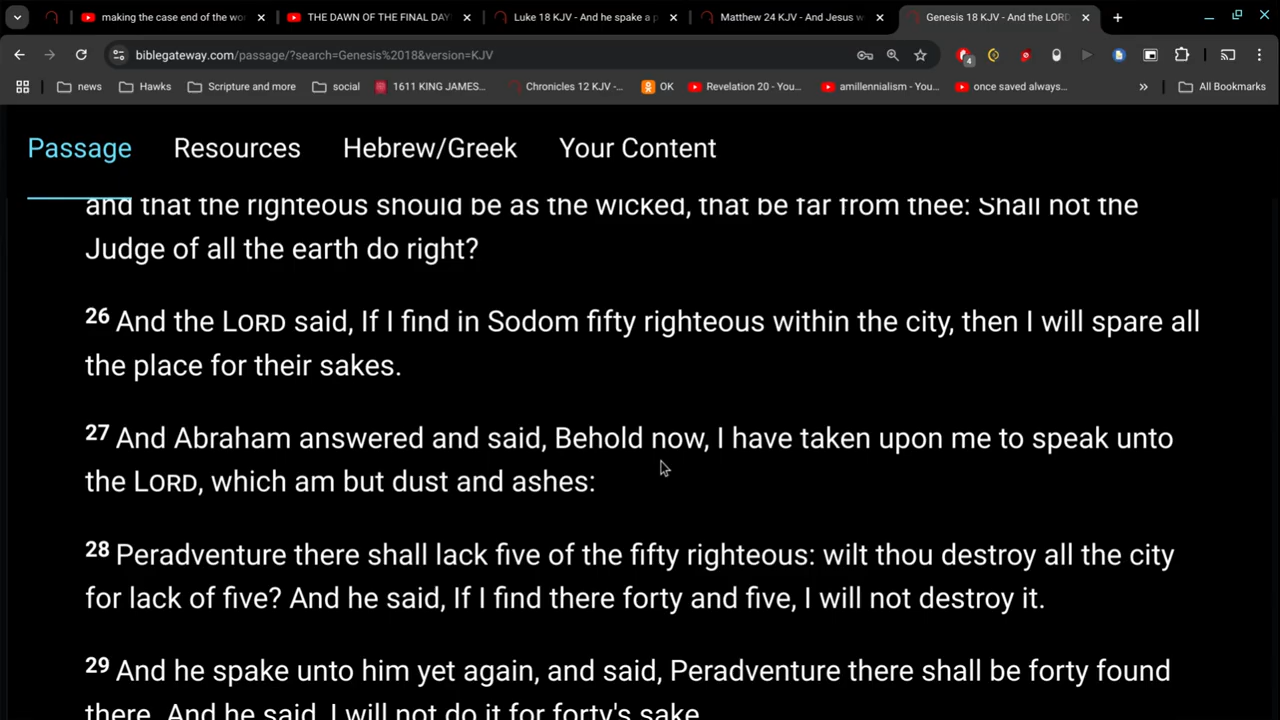 making the case end of the wo
THE DAWN OF THE FINAL DAY
Luke 18 KJV - And he spake a p
Matthew 24 KJV - And Jesus w
Genesis 18 KJV - And the LORD
biblegateway.com/passage/?search=Genesis%2018&version=KJV
4
news
Hawks
Scripture and more
social
1611 KING JAMES...
Chronicles 12 KJV -...
OK
Revelation 20 - You...
amillennialism - You...
once saved always...
»
All Bookmarks
Passage
Resources
Hebrew/Greek
Your Content
and that the righteous should be as the wicked, that be far from thee: Shall not the
Judge of all the earth do right?
26 And the LORD said, If I find in Sodom fifty righteous within the city, then I will spare all
the place for their sakes.
27 And Abraham answered and said, Behold now, I have taken upon me to speak unto
the LORD, which am but dust and ashes:
28 Peradventure there shall lack five of the fifty righteous: wilt thou destroy all the city
for lack of five? And he said, If I find there forty and five, I will not destroy it.
29 And he spake unto him yet again, and said, Peradventure there shall be forty found
there. And he said, I will not do it for forty's sake.